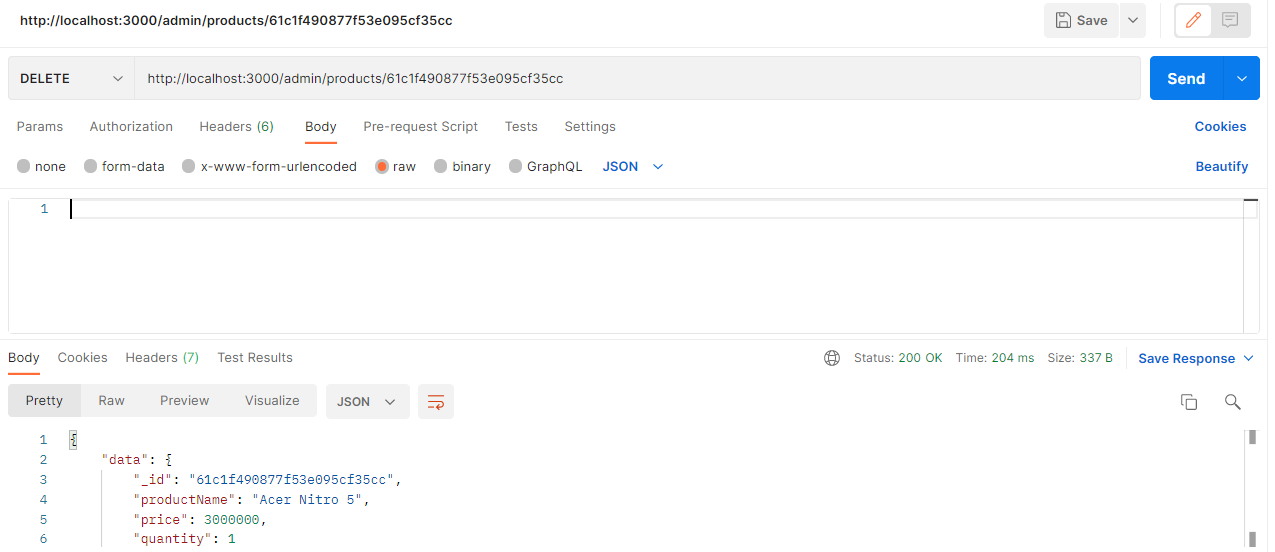 http://localhost:3000/admin/products/61c1f490877f53e095cf35cc Save
DELETE http://localhost:3000/admin/products/61c1f490877f53e095cf35cc Send
Params Authorization Headers (6) Body Pre-request Script Tests Settings Cookies
none form-data x-www-form-urlencoded raw binary GraphQL JSON Beautify
1
Body Cookies Headers (7) Test Results Status: 200 OK Time: 204 ms Size: 337 B Save Response
Pretty Raw Preview Visualize JSON
1 {
2 "data": {
3 "_id": "61c1f490877f53e095cf35cc",
4 "productName": "Acer Nitro 5",
5 "price": 3000000,
6 "quantity": 1